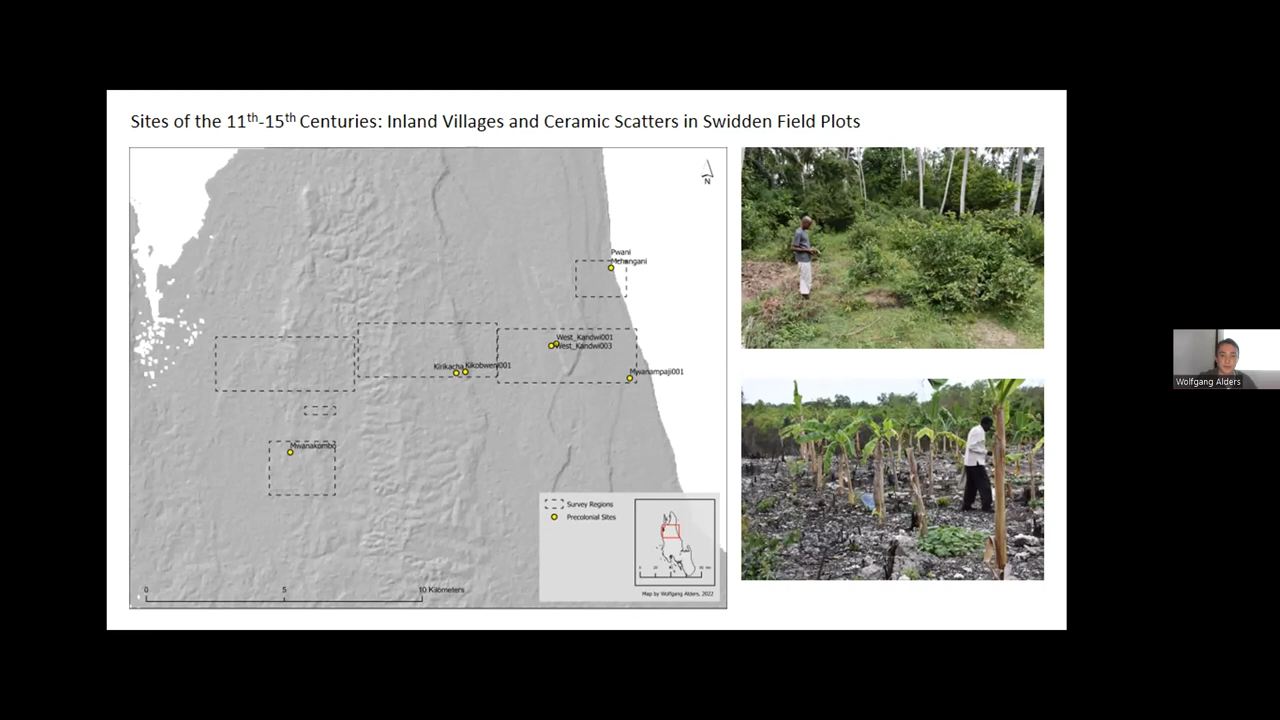 Sites of the 11th-15th Centuries: Inland Villages and Ceramic Scatters in Swidden Field Plots
N
Pwani
Mchangani
West_Kandwi001
West_Kandwi003
Kirikacha Kikobweni001
Mwanampaji001
Mwanakombo
Survey Regions
Precolonial Sites
0 5 10 Kilometers
Map by Wolfgang Alders, 2022
Wolfgang Alders